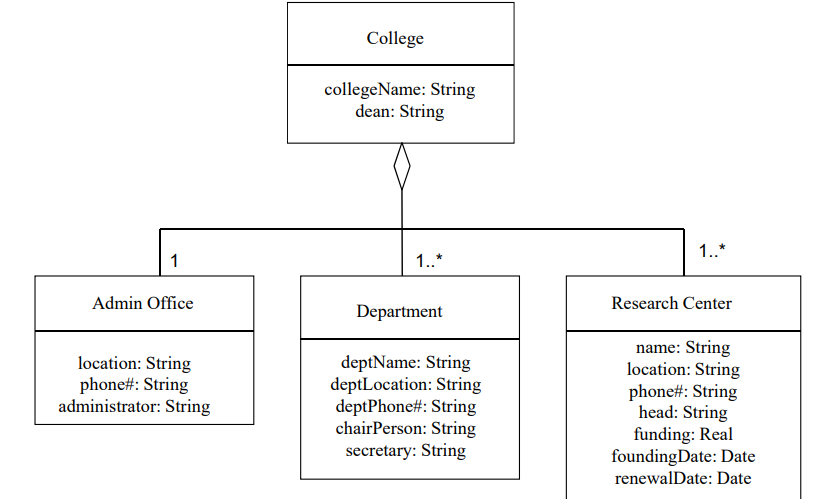 College
collegeName: String
dean: String
1
1..*
1..*
Admin Office
location: String
phone#: String
administrator: String
Department
deptName: String
deptLocation: String
deptPhone#: String
chairPerson: String
secretary: String
Research Center
name: String
location: String
phone#: String
head: String
funding: Real
foundingDate: Date
renewalDate: Date